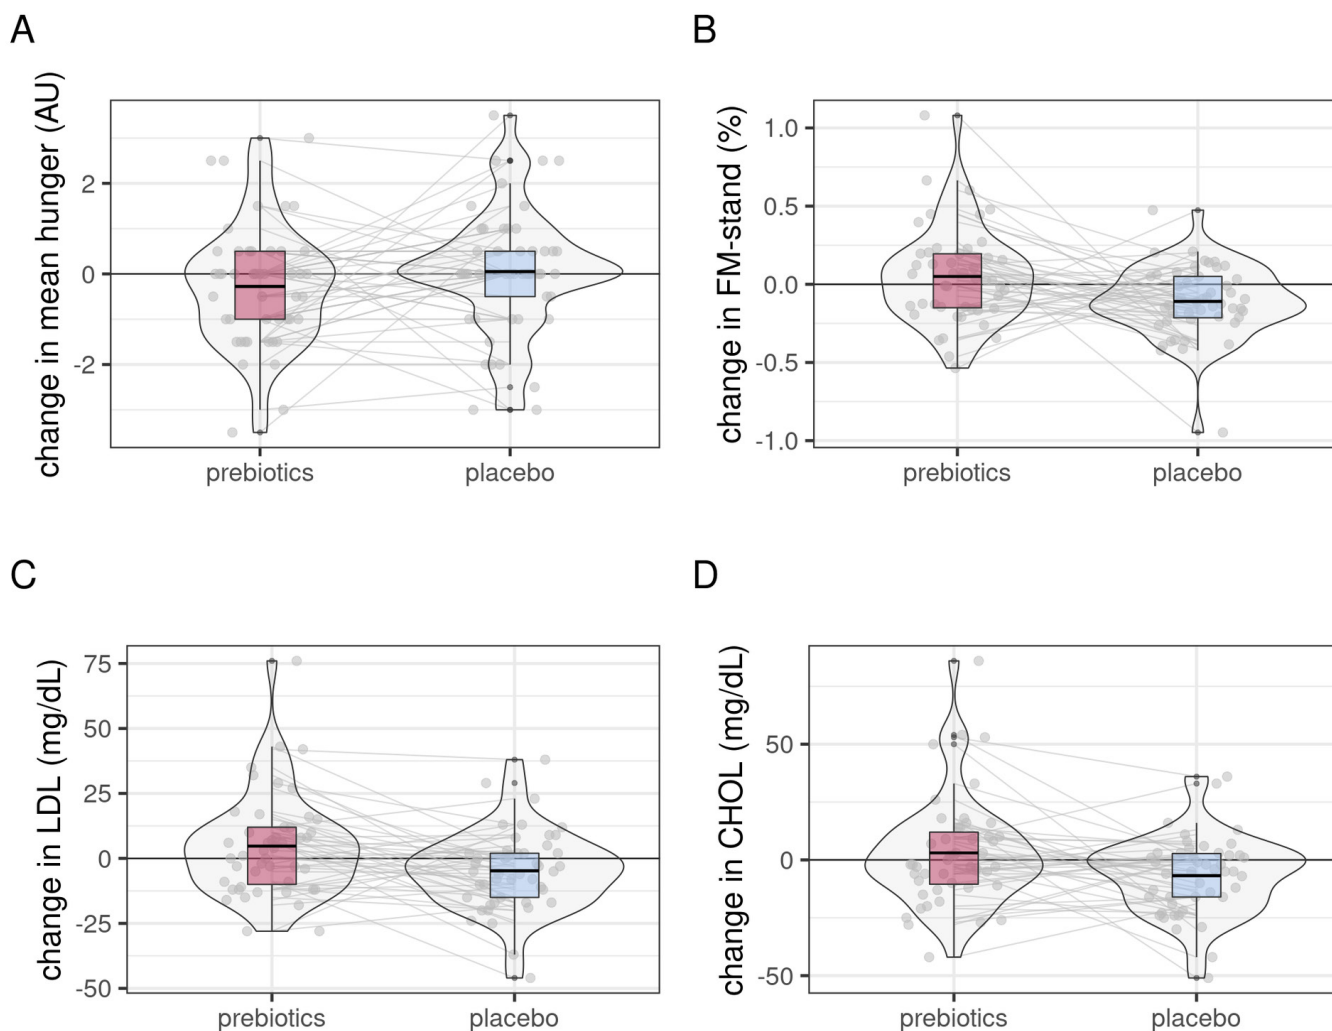 A
change in mean hunger (AU)
2
0
-2
prebiotics
placebo
B
change in FM-stand (%)
1.0
0.5
0.0
-0.5
-1.0
prebiotics
placebo
C
change in LDL (mg/dL)
75
50
25
0
-25
-50
prebiotics
placebo
D
change in CHOL (mg/dL)
50
0
-50
prebiotics
placebo